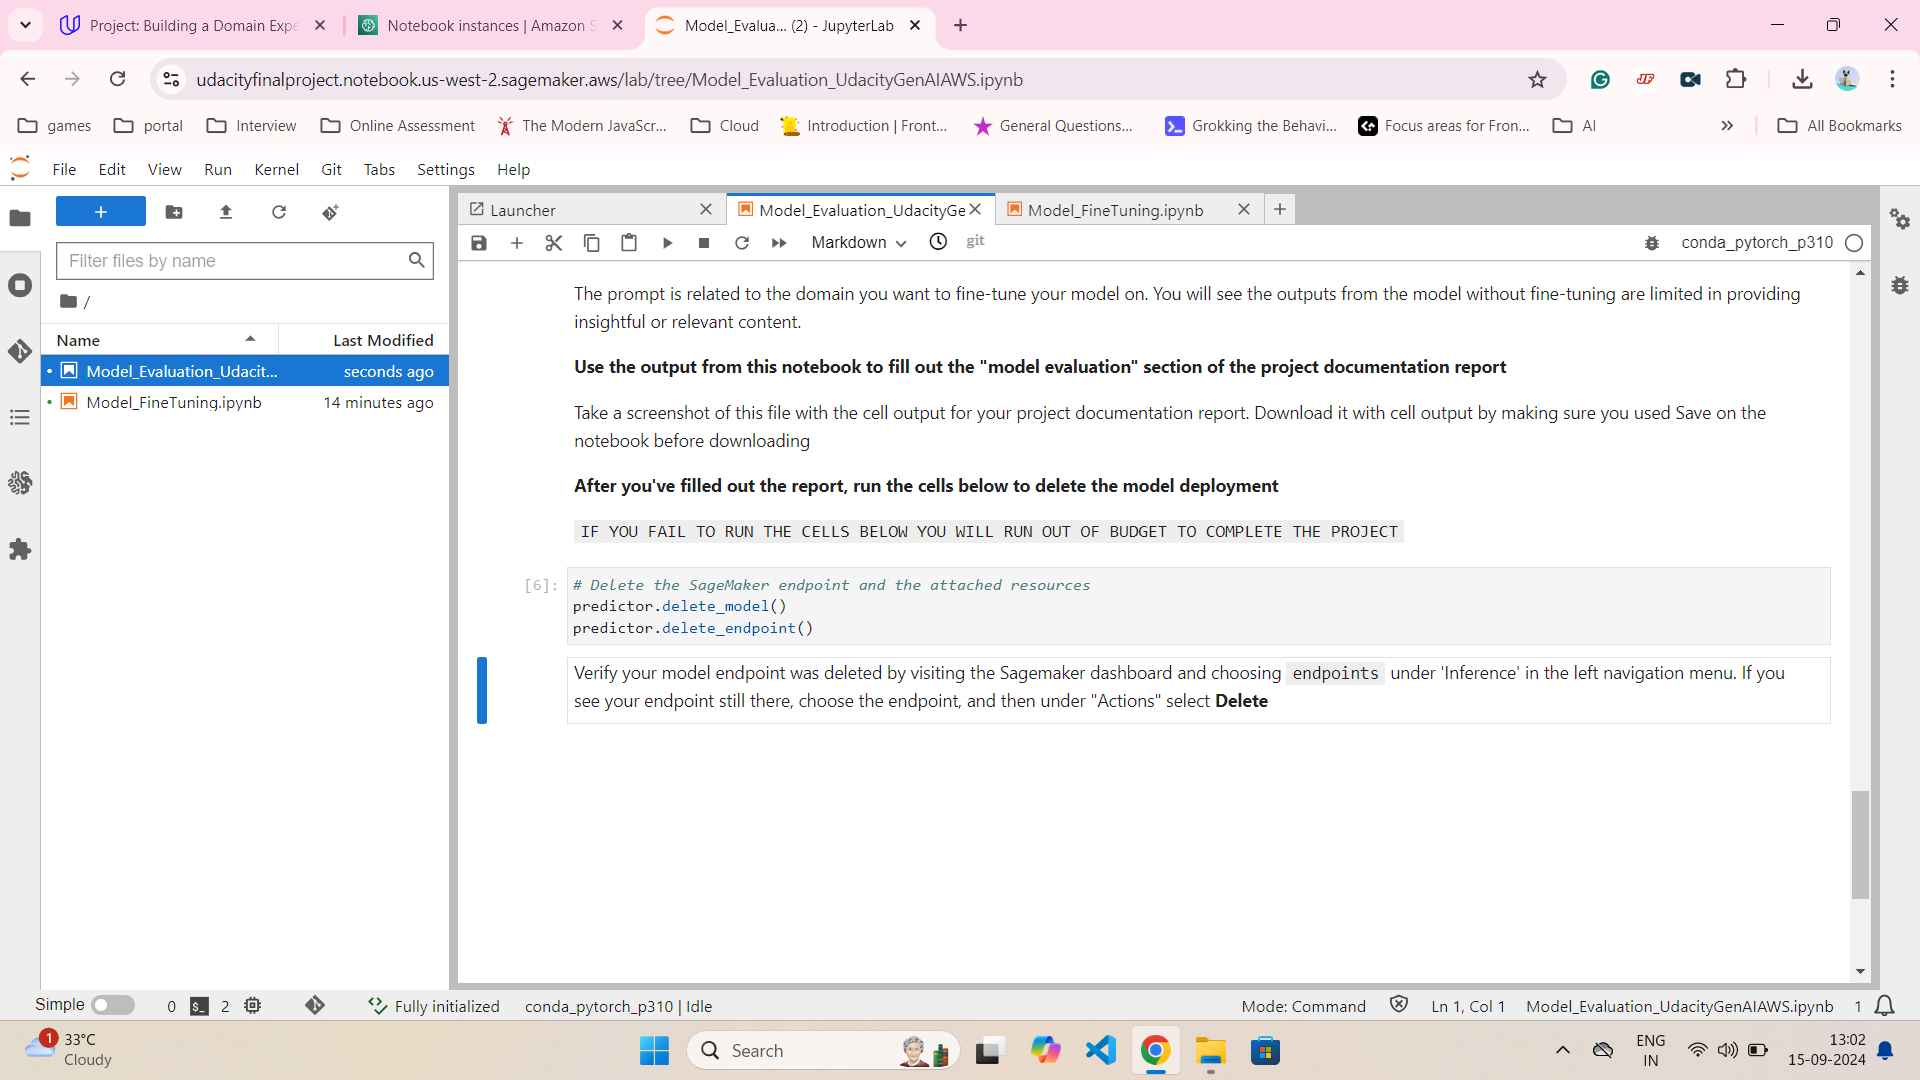 Project: Building a Domain Expe
Notebook instances | Amazon S
Model_Evalua... (2) - JupyterLab
udacityfinalproject.notebook.us-west-2.sagemaker.aws/lab/tree/Model_Evaluation_UdacityGenAIAWS.ipynb
games
portal
Interview
Online Assessment
The Modern JavaScr...
Cloud
Introduction | Front...
General Questions...
Grokking the Behavi...
Focus areas for Fron...
AI
All Bookmarks
File Edit View Run Kernel Git Tabs Settings Help
Filter files by name
/
Name
Last Modified
Model_Evaluation_Udacit...
seconds ago
Model_FineTuning.ipynb
14 minutes ago
Launcher
Model_Evaluation_UdacityGe
Model_FineTuning.ipynb
Markdown
git
conda_pytorch_p310
The prompt is related to the domain you want to fine-tune your model on. You will see the outputs from the model without fine-tuning are limited in providing
insightful or relevant content.
Use the output from this notebook to fill out the "model evaluation" section of the project documentation report
Take a screenshot of this file with the cell output for your project documentation report. Download it with cell output by making sure you used Save on the
notebook before downloading
After you've filled out the report, run the cells below to delete the model deployment
IF YOU FAIL TO RUN THE CELLS BELOW YOU WILL RUN OUT OF BUDGET TO COMPLETE THE PROJECT
[6]:
# Delete the SageMaker endpoint and the attached resources
predictor.delete_model()
predictor.delete_endpoint()
Verify your model endpoint was deleted by visiting the Sagemaker dashboard and choosing endpoints under 'Inference' in the left navigation menu. If you
see your endpoint still there, choose the endpoint, and then under "Actions" select Delete
Simple
0
2
Fully initialized
conda_pytorch_p310 | Idle
Mode: Command
Ln 1, Col 1
Model_Evaluation_UdacityGenAIAWS.ipynb
1
1
33°C
Cloudy
Search
ENG
IN
13:02
15-09-2024